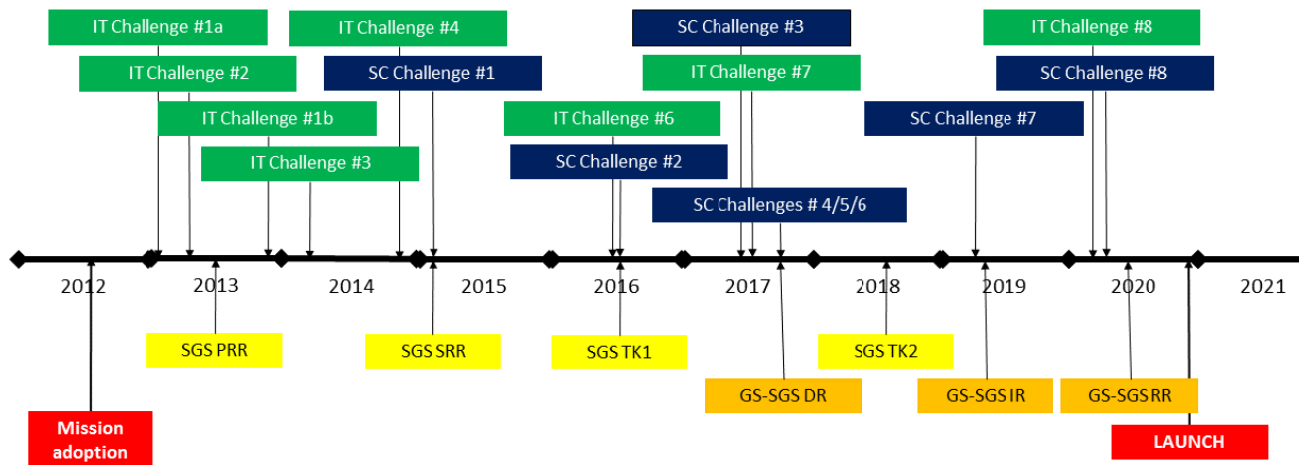 IT Challenge #1a
IT Challenge #4
SC Challenge #3
IT Challenge #8
IT Challenge #2
SC Challenge #1
IT Challenge #7
SC Challenge #8
IT Challenge #1b
IT Challenge #6
SC Challenge #7
IT Challenge #3
SC Challenge #2
SC Challenges # 4/5/6
2012
2013
2014
2015
2016
2017
2018
2019
2020
2021
SGS PRR
SGS SRR
SGS TK1
SGS TK2
GS-SGS DR
GS-SGS IR
GS-SGS RR
Mission
adoption
LAUNCH